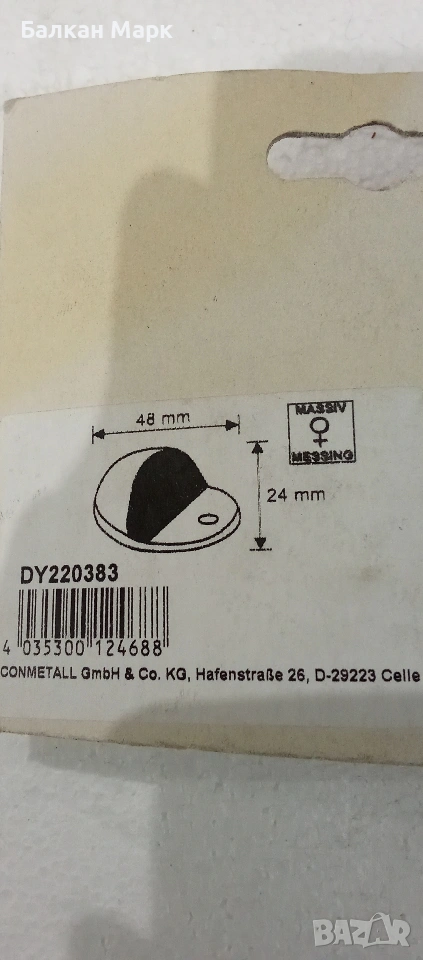 Балкан Марк
48 mm
MASSIV
MESSING
24 mm
DY220383
4 035300 124688
CONMETALL GmbH & Co. KG, Hafenstraße 26, D-29223 Celle
BAZAR